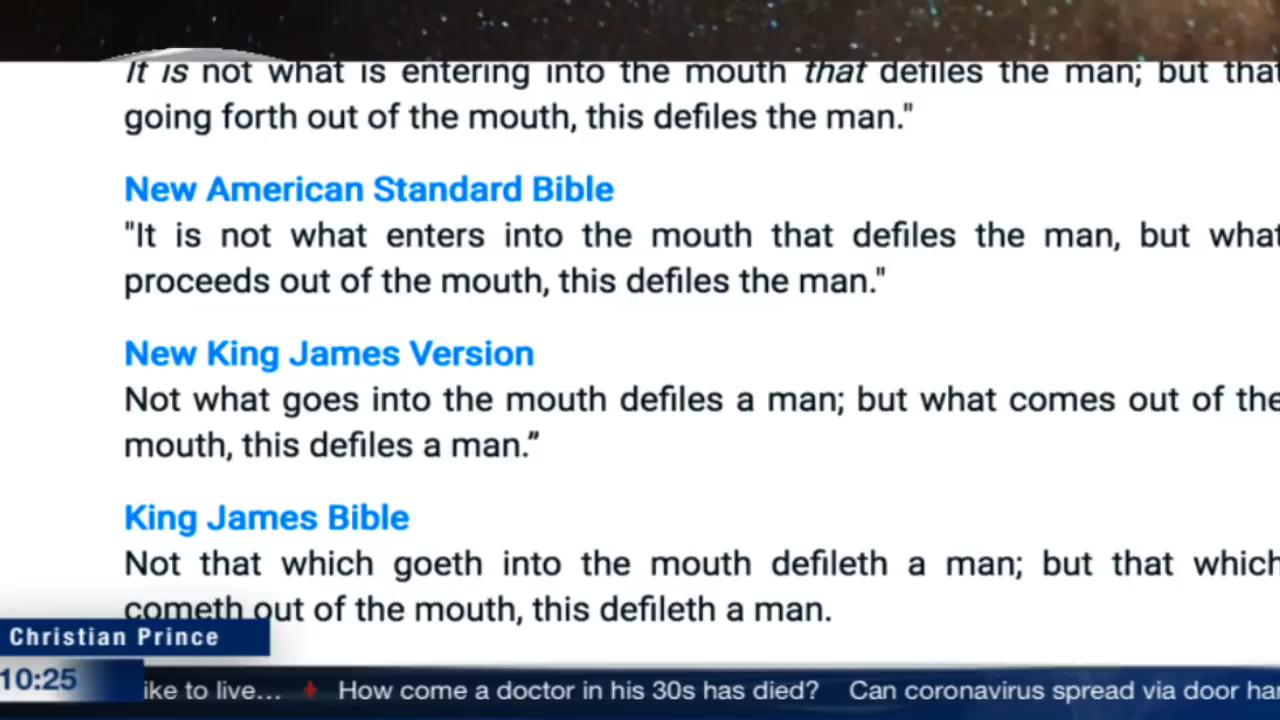 It is not what is entering into the mouth that defiles the man; but that
going forth out of the mouth, this defiles the man."
New American Standard Bible
"It is not what enters into the mouth that defiles the man, but what
proceeds out of the mouth, this defiles the man."
New King James Version
Not what goes into the mouth defiles a man; but what comes out of the
mouth, this defiles a man.”
King James Bible
Not that which goeth into the mouth defileth a man; but that which
cometh out of the mouth, this defileth a man.
Christian Prince
10:25
ike to live... How come a doctor in his 30s has died? Can coronavirus spread via door har